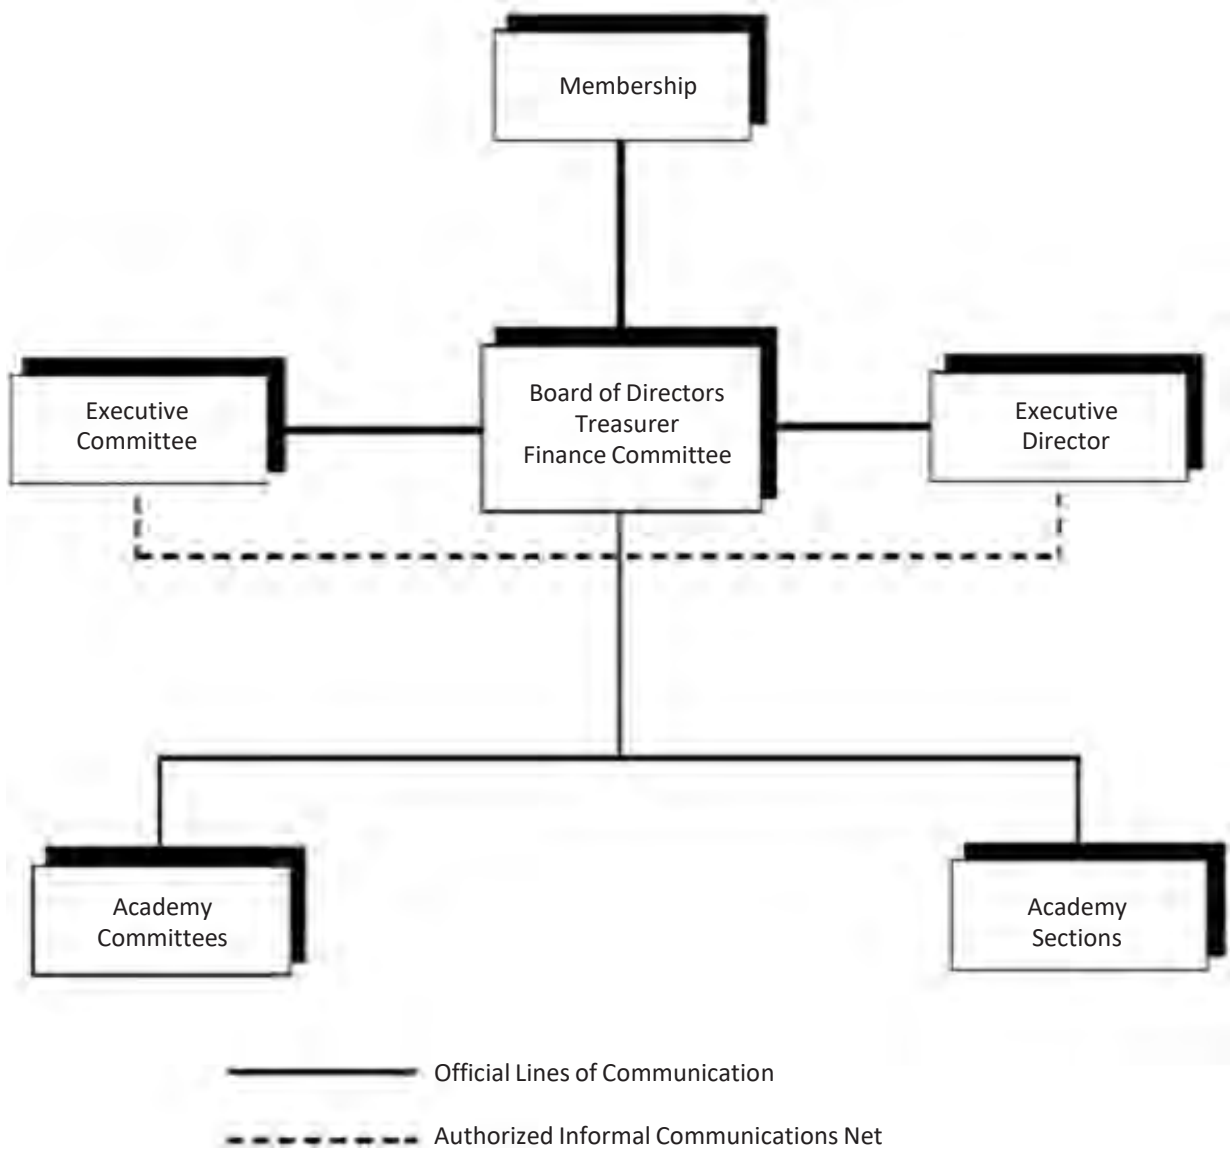 Membership
Executive
Committee
Board of Directors
Treasurer
Finance Committee
Executive
Director
Academy
Committees
Academy
Sections
Official Lines of Communication
Authorized Informal Communications Net